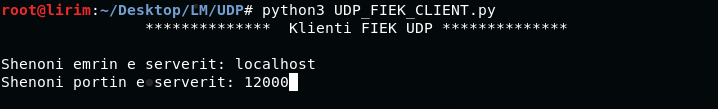 root@lirim:~/Desktop/LM/UDP# python3 UDP_FIEK_CLIENT.py
************** Klienti FIEK UDP **************
Shenoni emrin e serverit: localhost
Shenoni portin e serverit: 12000